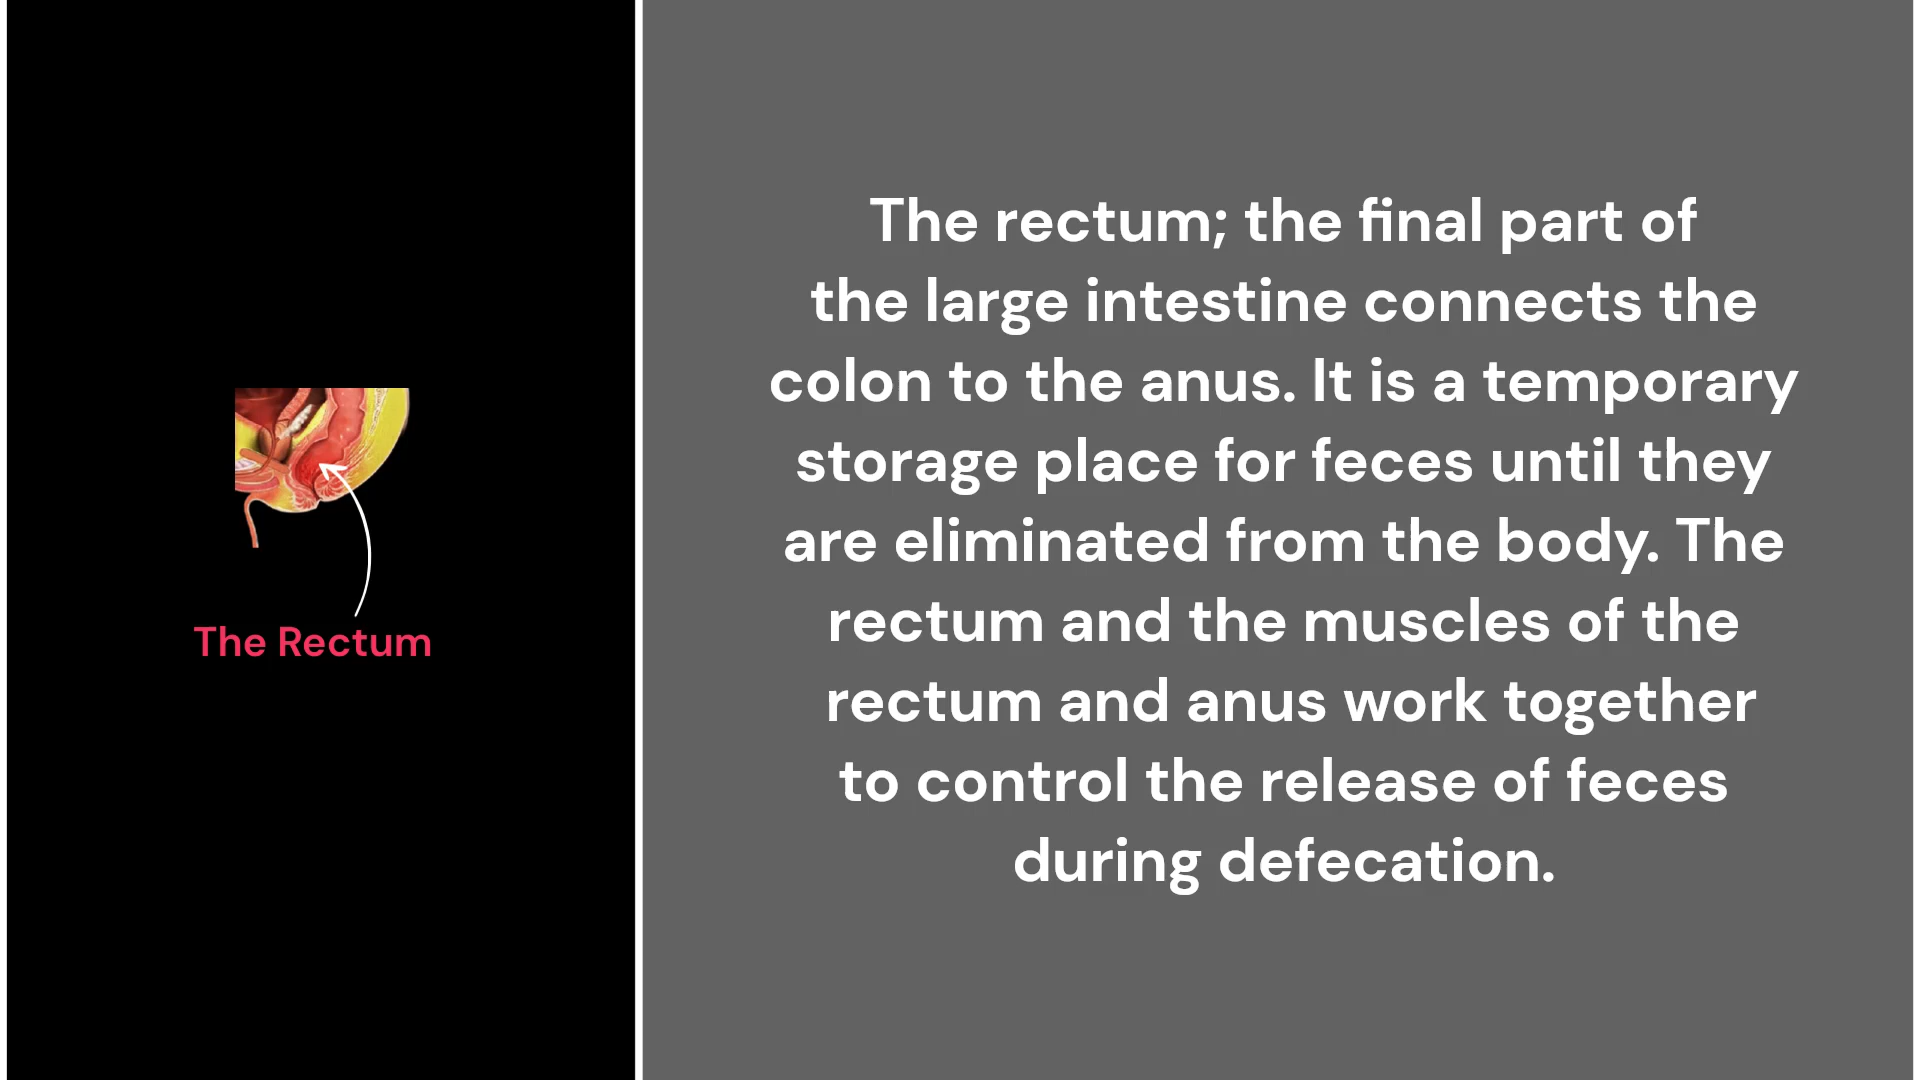 The Rectum
The rectum; the final part of
the large intestine connects the
colon to the anus. It is a temporary
storage place for feces until they
are eliminated from the body. The
rectum and the muscles of the
rectum and anus work together
to control the release of feces
during defecation.